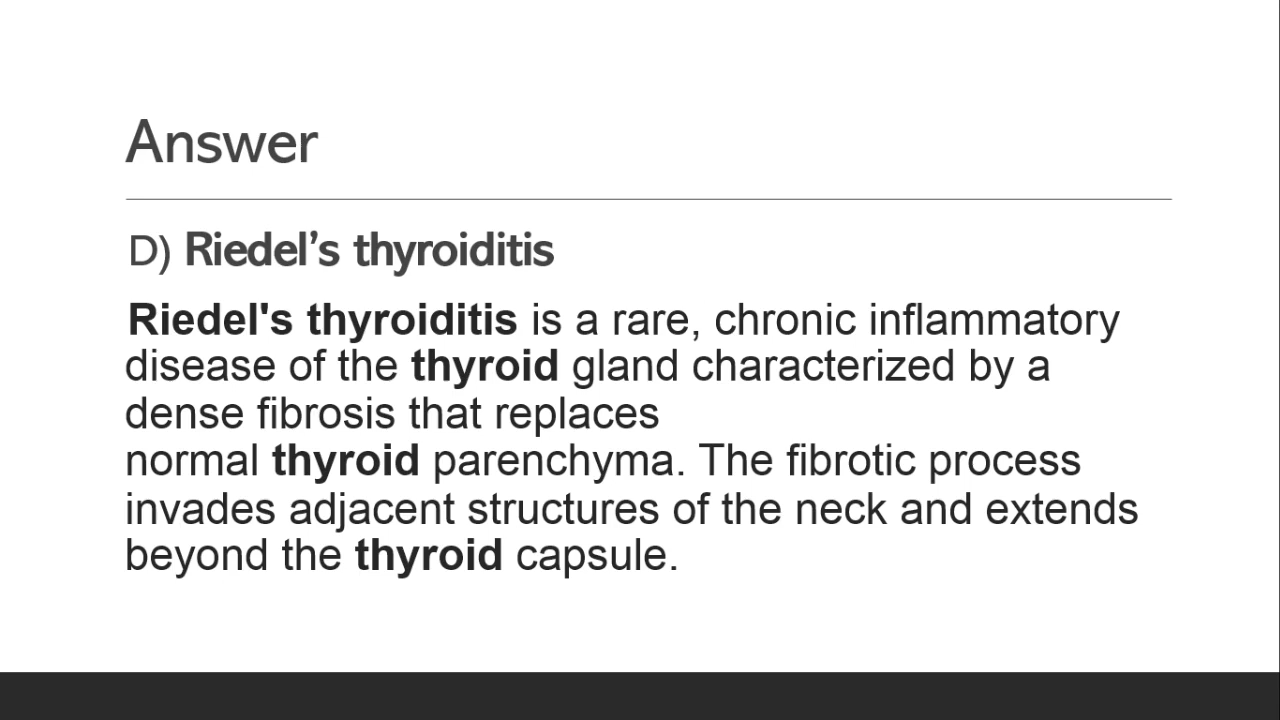 Answer
D) Riedel’s thyroiditis
Riedel's thyroiditis is a rare, chronic inflammatory
disease of the thyroid gland characterized by a
dense fibrosis that replaces
normal thyroid parenchyma. The fibrotic process
invades adjacent structures of the neck and extends
beyond the thyroid capsule.